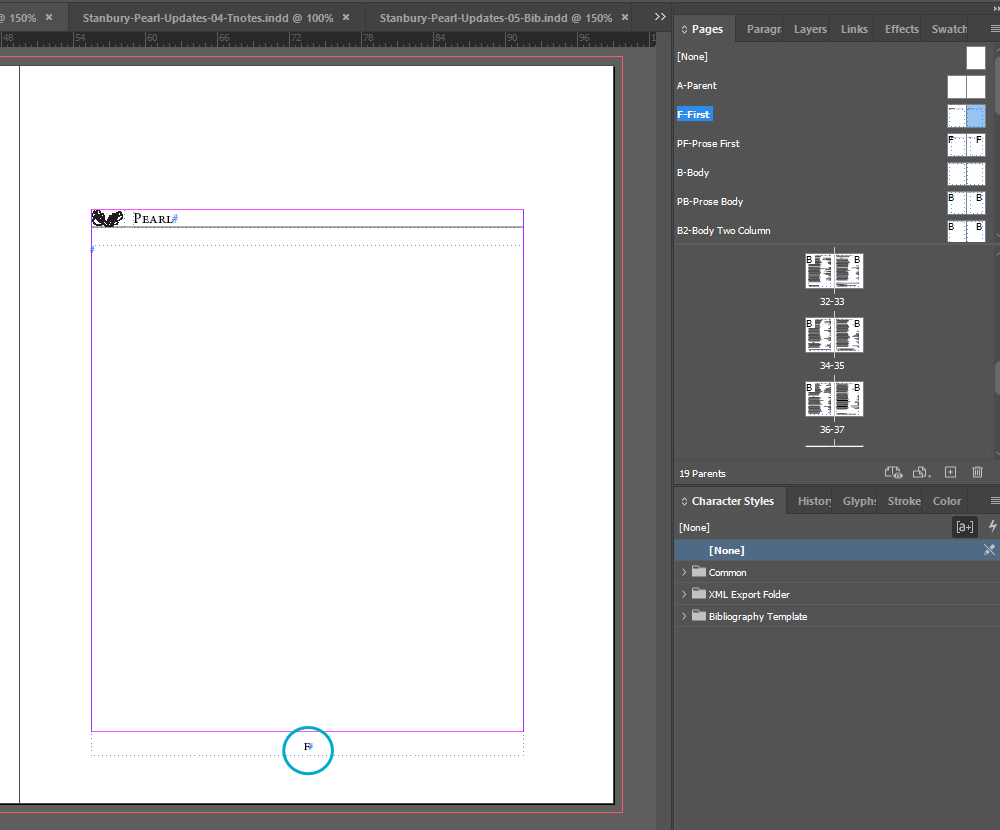 @ 150% × Stanbury-Pearl-Updates-04-Tnotes.indd @ 100% × Stanbury-Pearl-Updates-05-Bib.indd @ 150% × >>
48 54 60 66 72 78 84 90 96 1
Pages Paragr Layers Links Effects Swatch
[None]
A-Parent
F-First
PF-Prose First
F F
B-Body
PB-Prose Body
B B
B2-Body Two Column
B B
Pearl#
#
B B
32-33
B B
34-35
B B
36-37
19 Parents
Character Styles History Glyphs Stroke Color
[None] [a+]
[None]
Common
XML Export Folder
Bibliography Template
F#